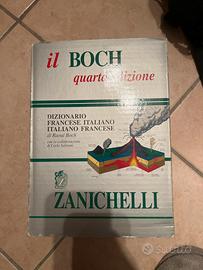 il BOCH
quarta edizione
DIZIONARIO
FRANCESE ITALIANO
ITALIANO FRANCESE
di Raoul Boch
con la collaborazione
di Carla Salvioni
ZANICHELLI
subito